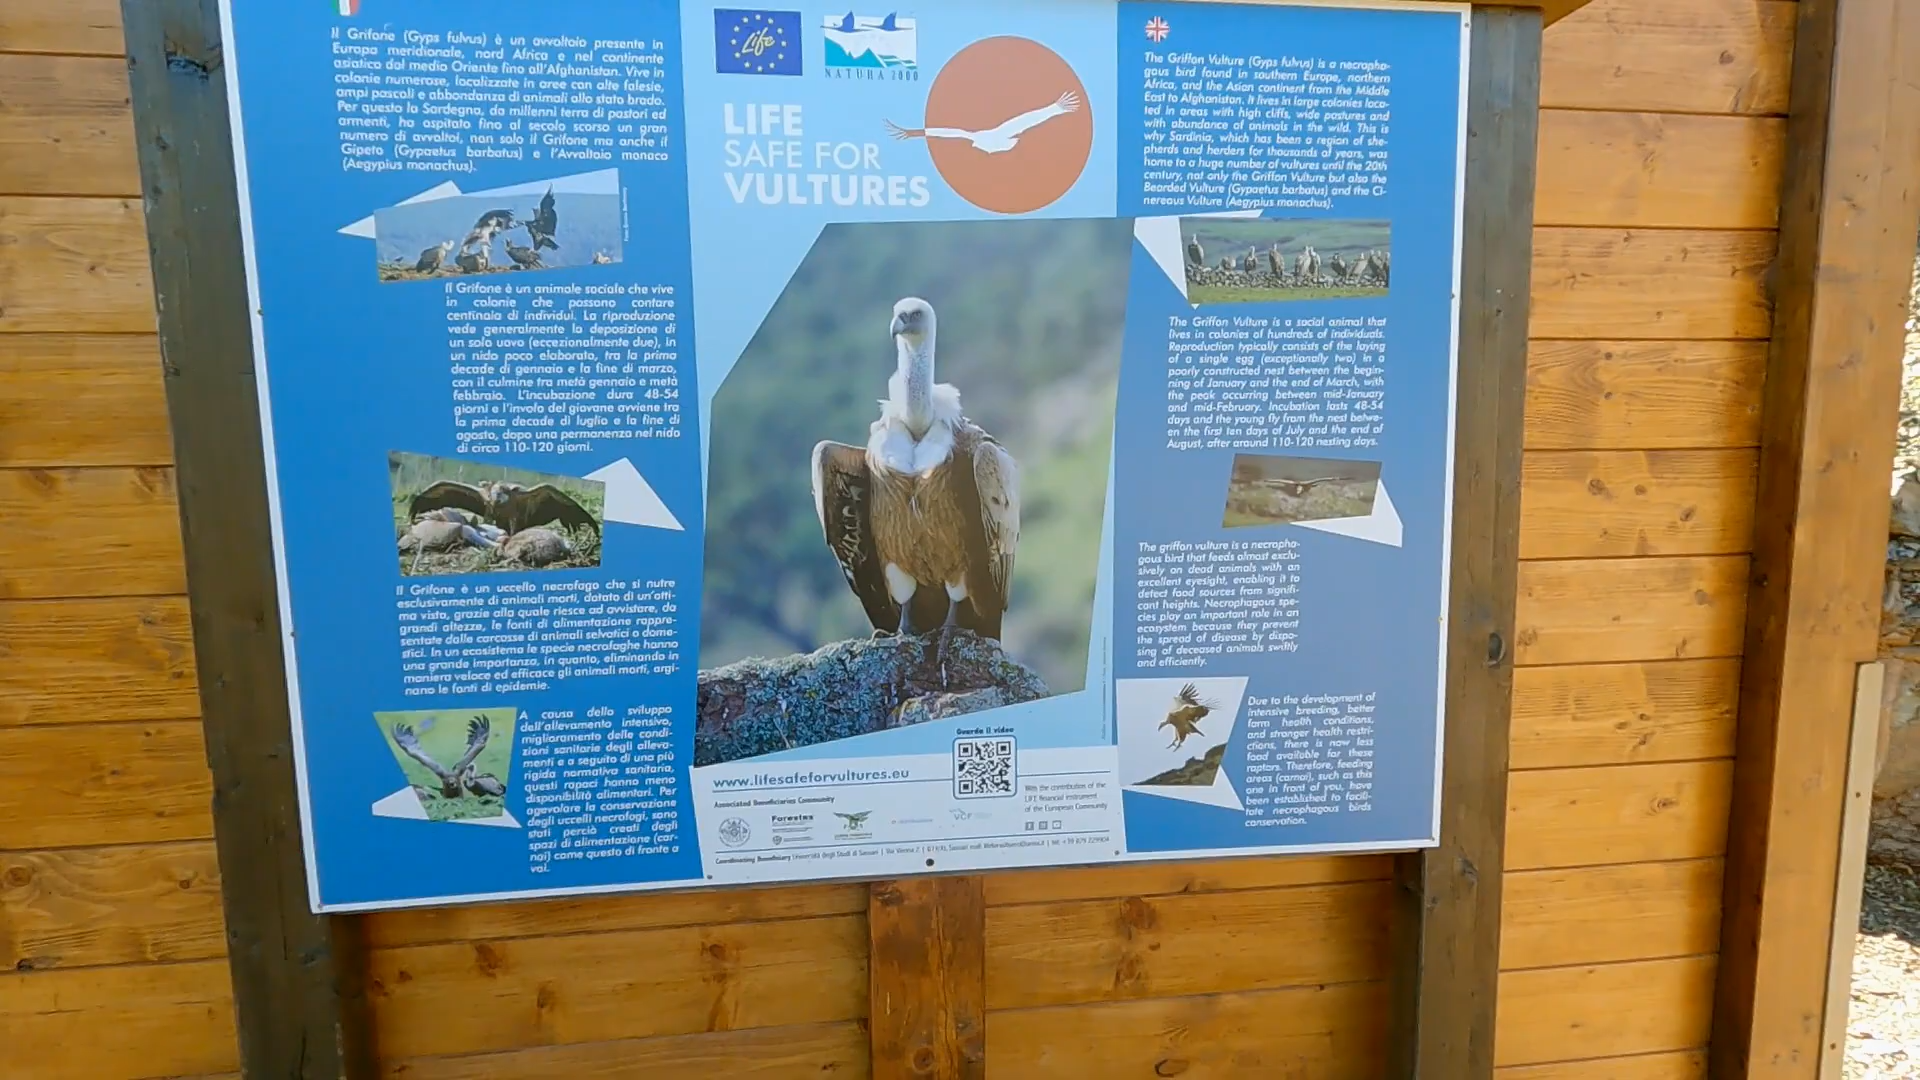 Il Grifone (Gyps fulvus) è un avvoltoio presente in
Europa meridionale, nord Africa e nel continente
asiatico dal medio Oriente fino all'Afghanistan. Vive in
colonie numerose, localizzate in aree con alte falesie,
ampi pascoli e abbondanza di animali allo stato brado.
Per questo la Sardegna, da millenni terra di pastori ed
armenti, ha ospitato fino al secolo scorso un gran
numero di avvoltoi, non solo il Grifone ma anche il
Gipeto (Gypaetus barbatus) e l'Avvoltoio monaco
(Aegypius monachus).
Il Grifone è un animale sociale che vive
in colonie che possono contare
centinaia di individui. La riproduzione
vede generalmente la deposizione di
un solo uovo (eccezionalmente due), in
un nido poco elaborato, tra la prima
decade di gennaio e la fine di marzo,
con il culmine tra metà gennaio e metà
febbraio. L'incubazione dura 48-54
giorni e l'involo del giovane avviene tra
la prima decade di luglio e la fine di
agosto, dopo una permanenza nel nido
di circa 110-120 giorni.
Il Grifone è un uccello necrofago che si nutre
esclusivamente di animali morti, dotato di un'otti-
ma vista, grazie alla quale riesce ad avvistare, da
grandi altezze, le fonti di alimentazione rappre-
sentate dalle carcasse di animali selvatici o dome-
stici. In un ecosistema le specie necrofaghe hanno
una grande importanza, in quanto, eliminando in
maniera veloce ed efficace gli animali morti, argi-
nano le fonti di epidemie.
A causa dello sviluppo
dell'allevamento intensivo,
miglioramento delle condi-
zioni sanitarie degli alleva-
menti e a seguito di una più
rigida normativa sanitaria,
questi rapaci hanno meno
disponibilità alimentari. Per
agevolare la conservazione
degli uccelli necrofagi, sono
stati perciò creati degli
spazi di alimentazione (car-
nai) come questo di fronte a
voi.
Life
NATURA 2000
LIFE
SAFE FOR
VULTURES
Guarda il video
www.lifesafeforvultures.eu
Associated Beneficiaries Community
Forestas
VCF
With the contribution of the
LIFE financial instrument
of the European Community
Coordinating Beneficiary Università degli Studi di Sassari | Via Vienna 2 |
The Griffon Vulture (Gyps fulvus) is a necropha-
gous bird found in southern Europe, northern
Africa, and the Asian continent from the Middle
East to Afghanistan. It lives in large colonies loca-
ted in areas with high cliffs, wide pastures and
with abundance of animals in the wild. This is
why Sardinia, which has been a region of she-
pherds and herders for thousands of years, was
home to a huge number of vultures until the 20th
century, not only the Griffon Vulture but also the
Bearded Vulture (Gypaetus barbatus) and the Ci-
nereous Vulture (Aegypius monachus).
The Griffon Vulture is a social animal that
lives in colonies of hundreds of individuals.
Reproduction typically consists of the laying
of a single egg (exceptionally two) in a
poorly constructed nest between the begin-
ning of January and the end of March, with
the peak occurring between mid-January
and mid-February. Incubation lasts 48-54
days and the young fly from the nest betwe-
en the first ten days of July and the end of
August, after around 110-120 nesting days.
The griffon vulture is a necropha-
gous bird that feeds almost exclu-
sively on dead animals with an
excellent eyesight, enabling it to
detect food sources from signifi-
cant heights. Necrophagous spe-
cies play an important role in an
ecosystem because they prevent
the spread of disease by dispo-
sing of deceased animals swiftly
and efficiently.
Due to the development of
intensive breeding, better
farm health conditions,
and stronger health restri-
ctions, there is now less
food available for these
raptors. Therefore, feeding
areas (carnai), such as this
one in front of you, have
been established to facili-
tate necrophagous birds
conservation.